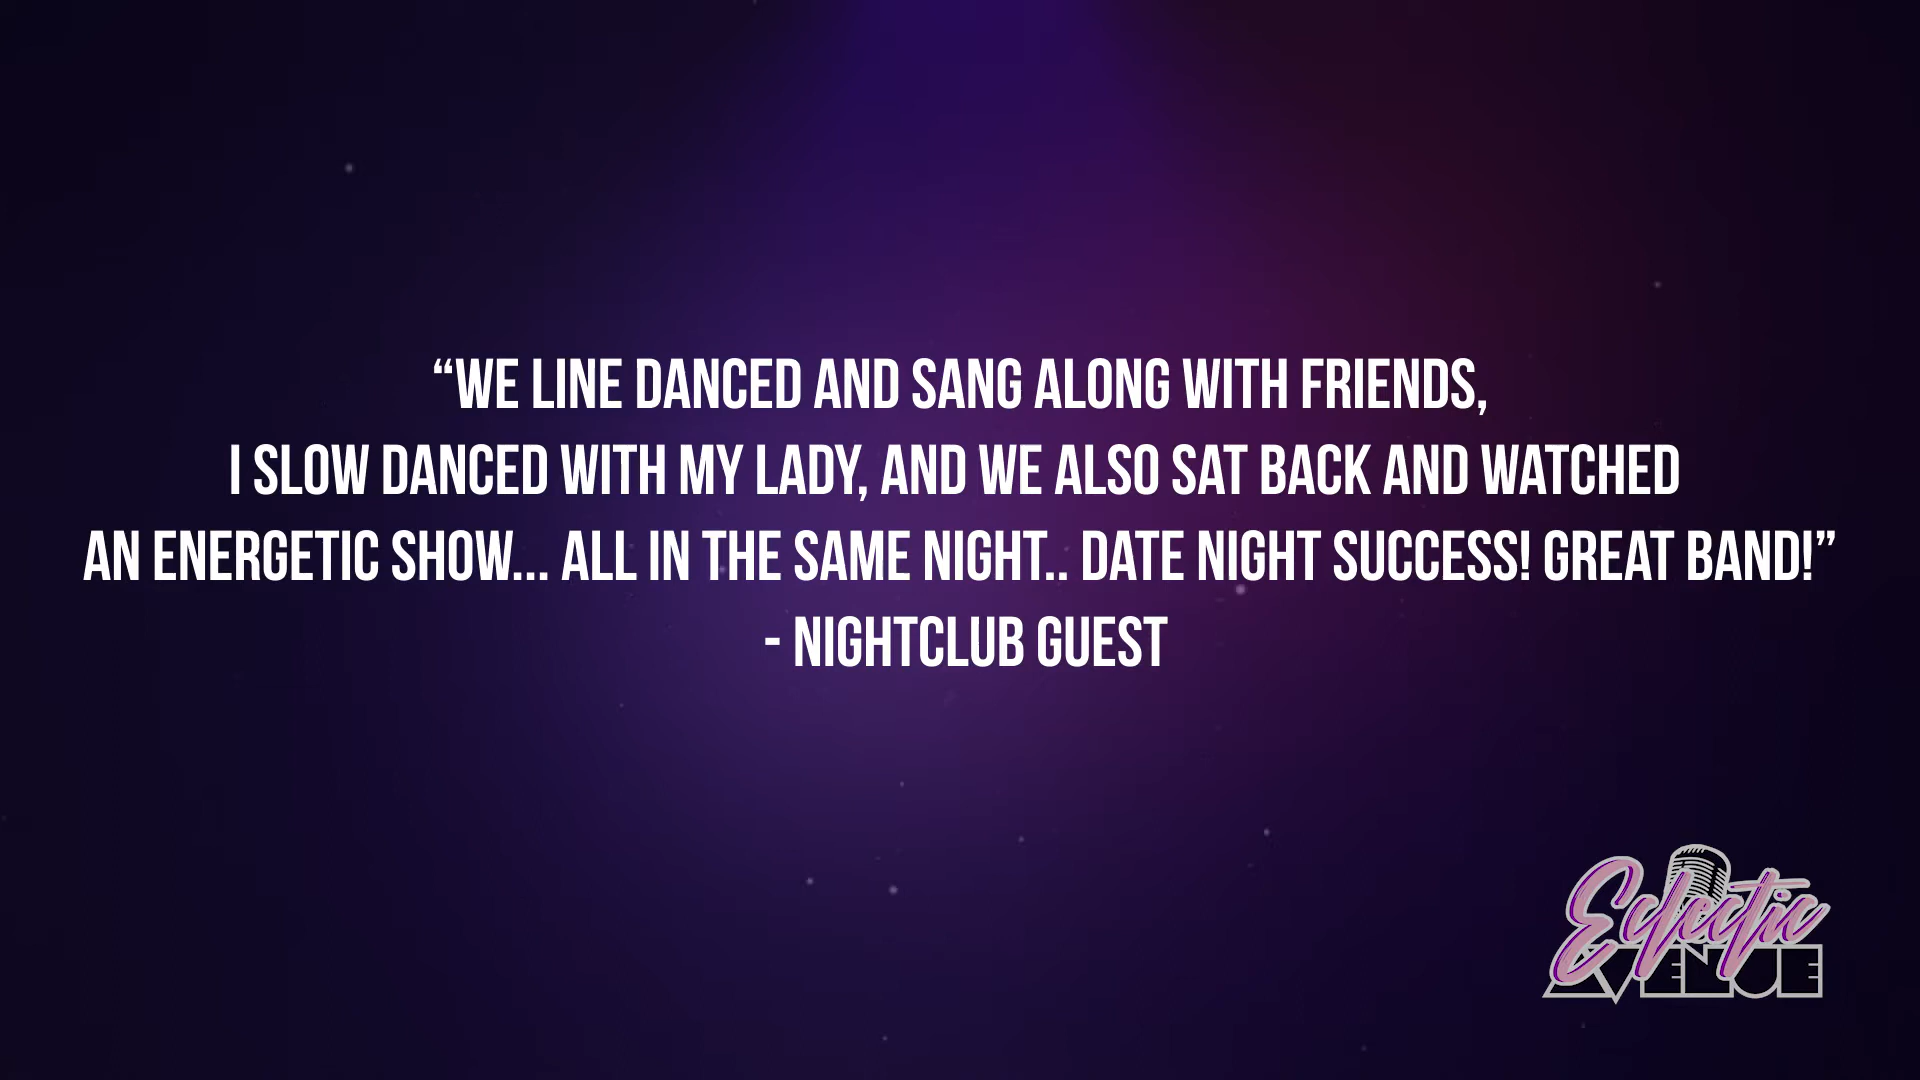 “WE LINE DANCED AND SANG ALONG WITH FRIENDS,
I SLOW DANCED WITH MY LADY, AND WE ALSO SAT BACK AND WATCHED
AN ENERGETIC SHOW... ALL IN THE SAME NIGHT.. DATE NIGHT SUCCESS! GREAT BAND!”
- NIGHTCLUB GUEST
Eclectic
AVENUE